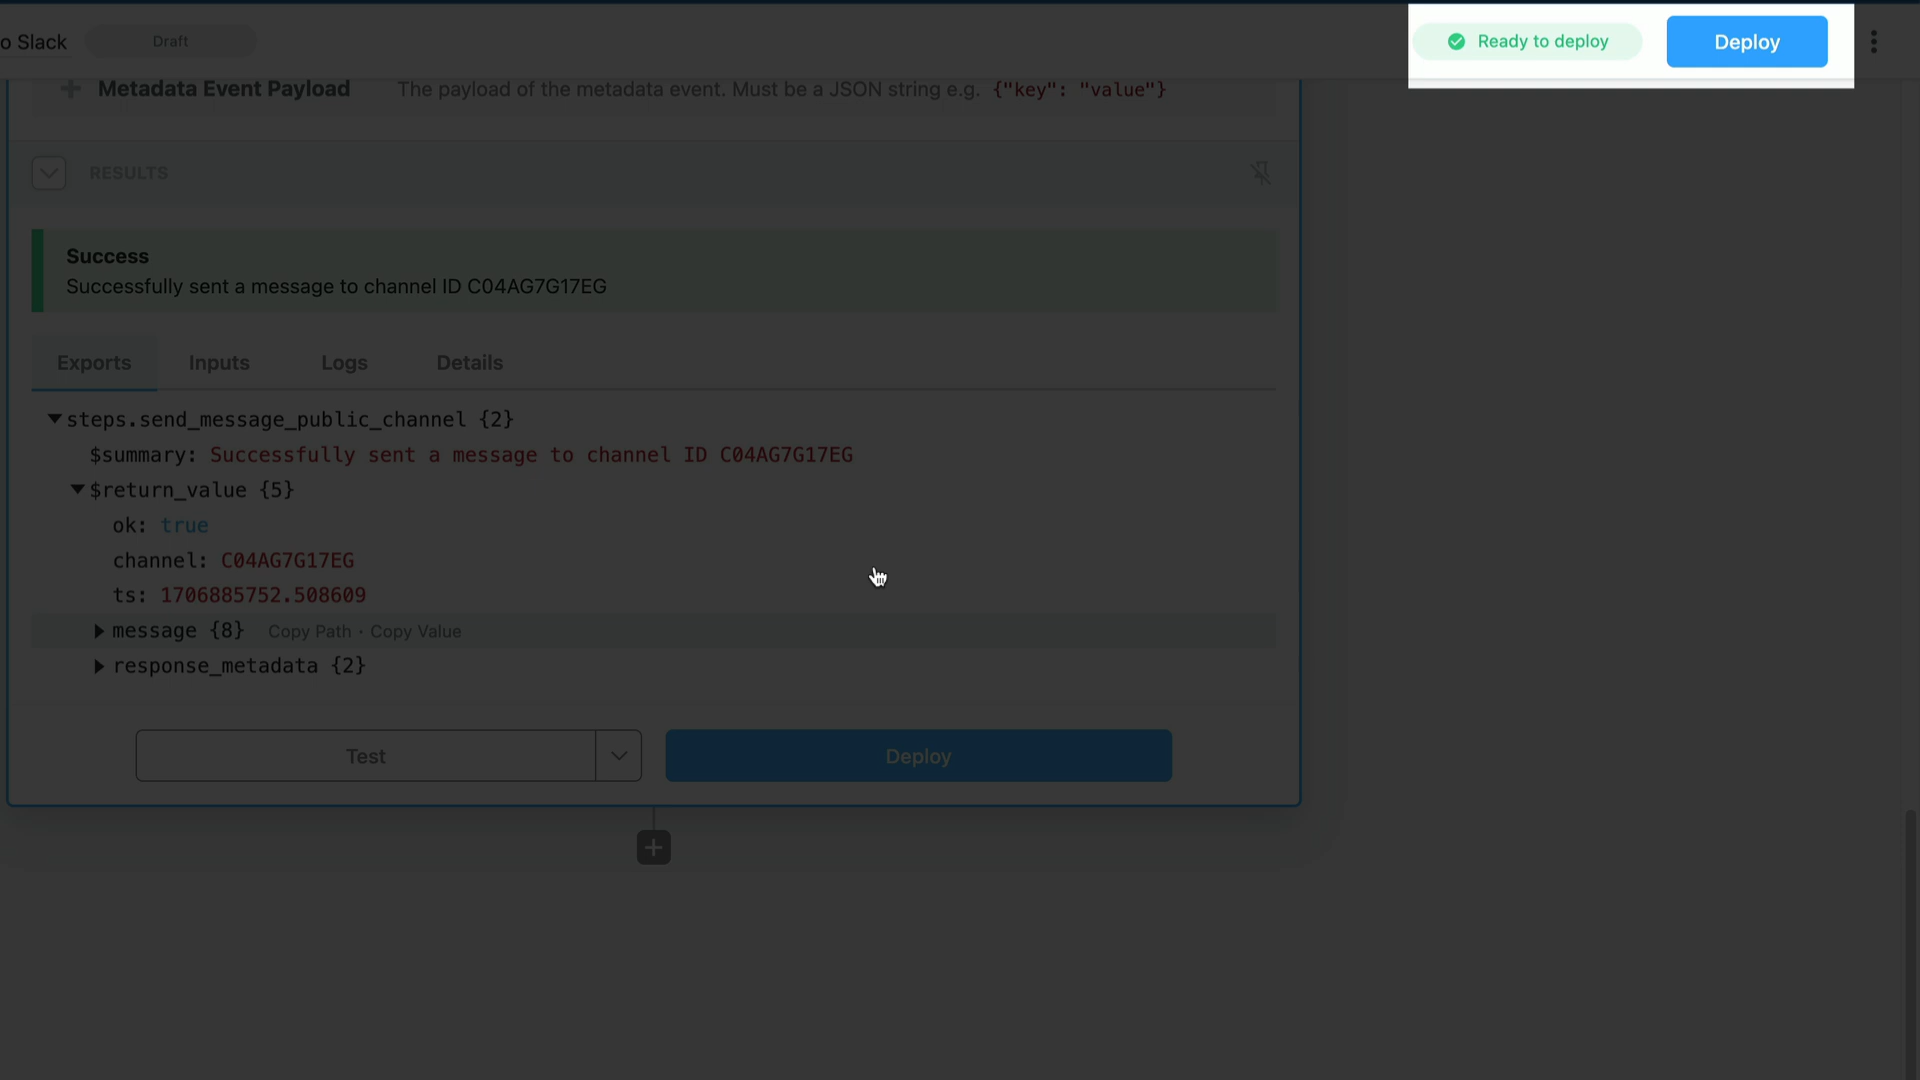 o Slack
Draft
Ready to deploy
Deploy
Metadata Event Payload The payload of the metadata event. Must be a JSON string e.g. {"key": "value"}
RESULTS
Success
Successfully sent a message to channel ID C04AG7G17EG
Exports Inputs Logs Details
steps.send_message_public_channel {2}
$summary: Successfully sent a message to channel ID C04AG7G17EG
$return_value {5}
ok: true
channel: C04AG7G17EG
ts: 1706885752.508609
message {8} Copy Path · Copy Value
response_metadata {2}
Test
Deploy